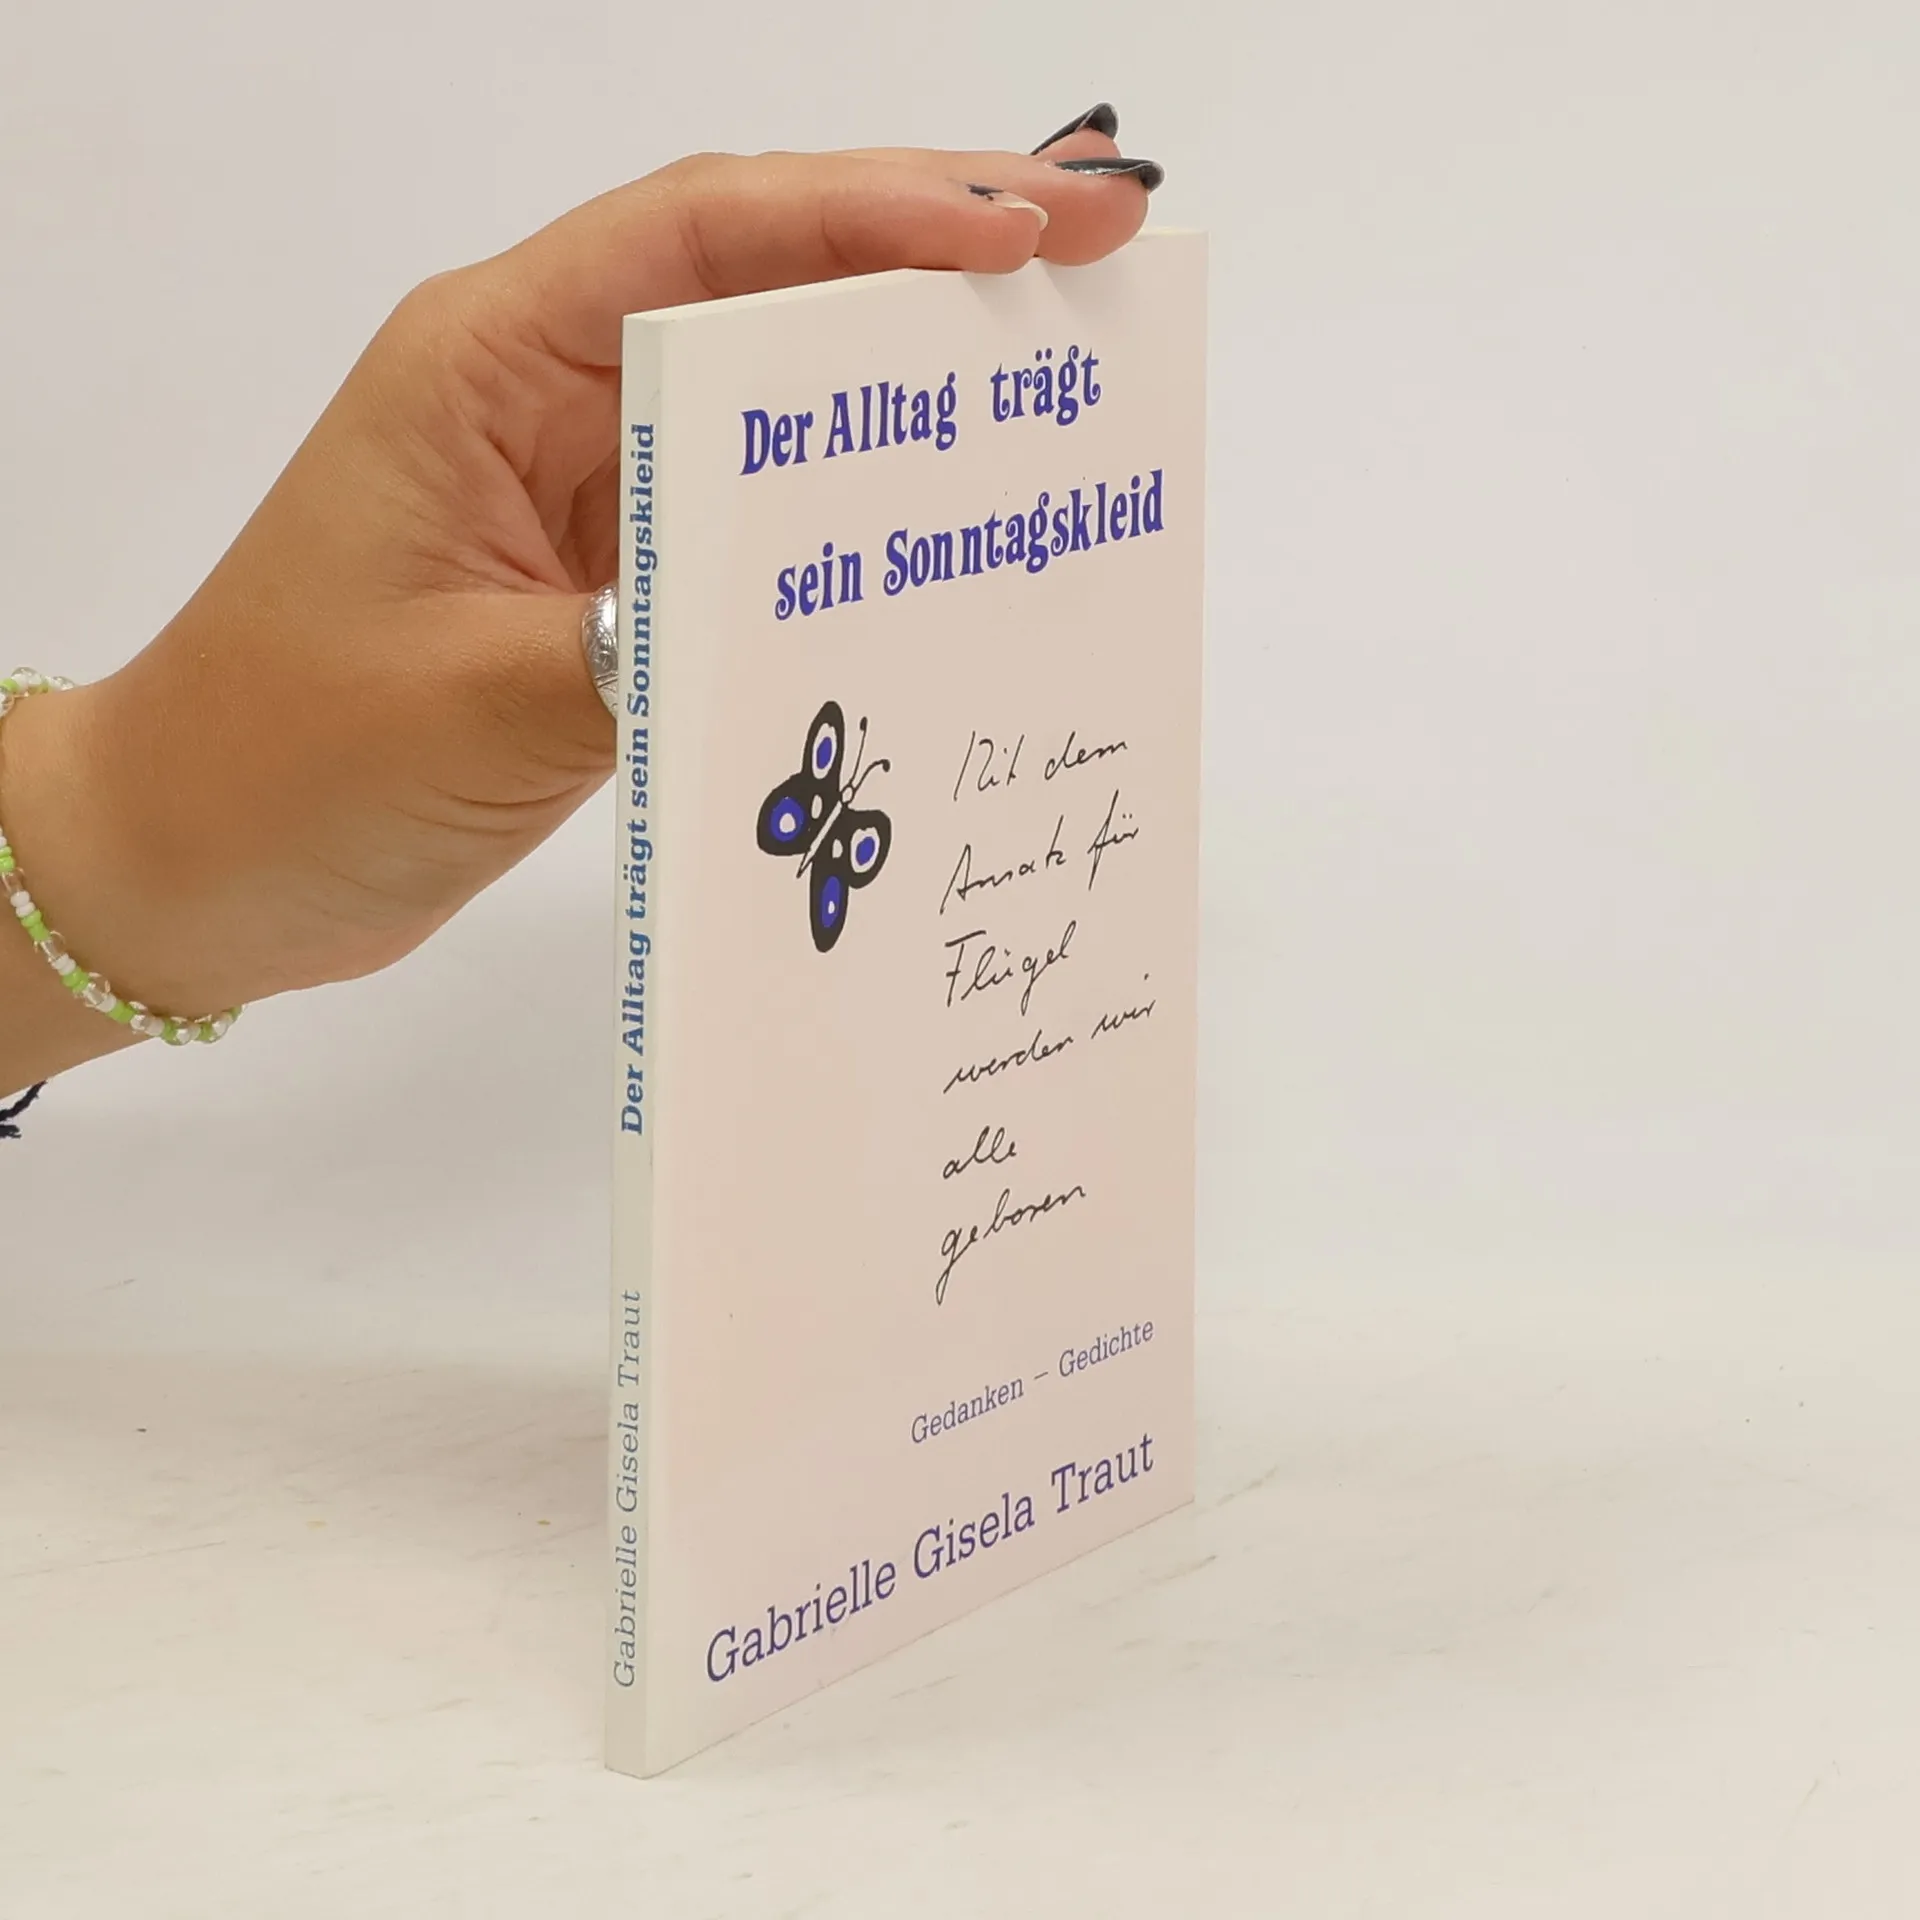 Der Alltag trägt
sein Sonntagskleid
Mit dem
Ansatz für
Flügel
werden wir
alle
geboren
Gedanken – Gedichte
Gabrielle Gisela Traut
Gabrielle Gisela Traut Der Alltag trägt sein Sonntagskleid